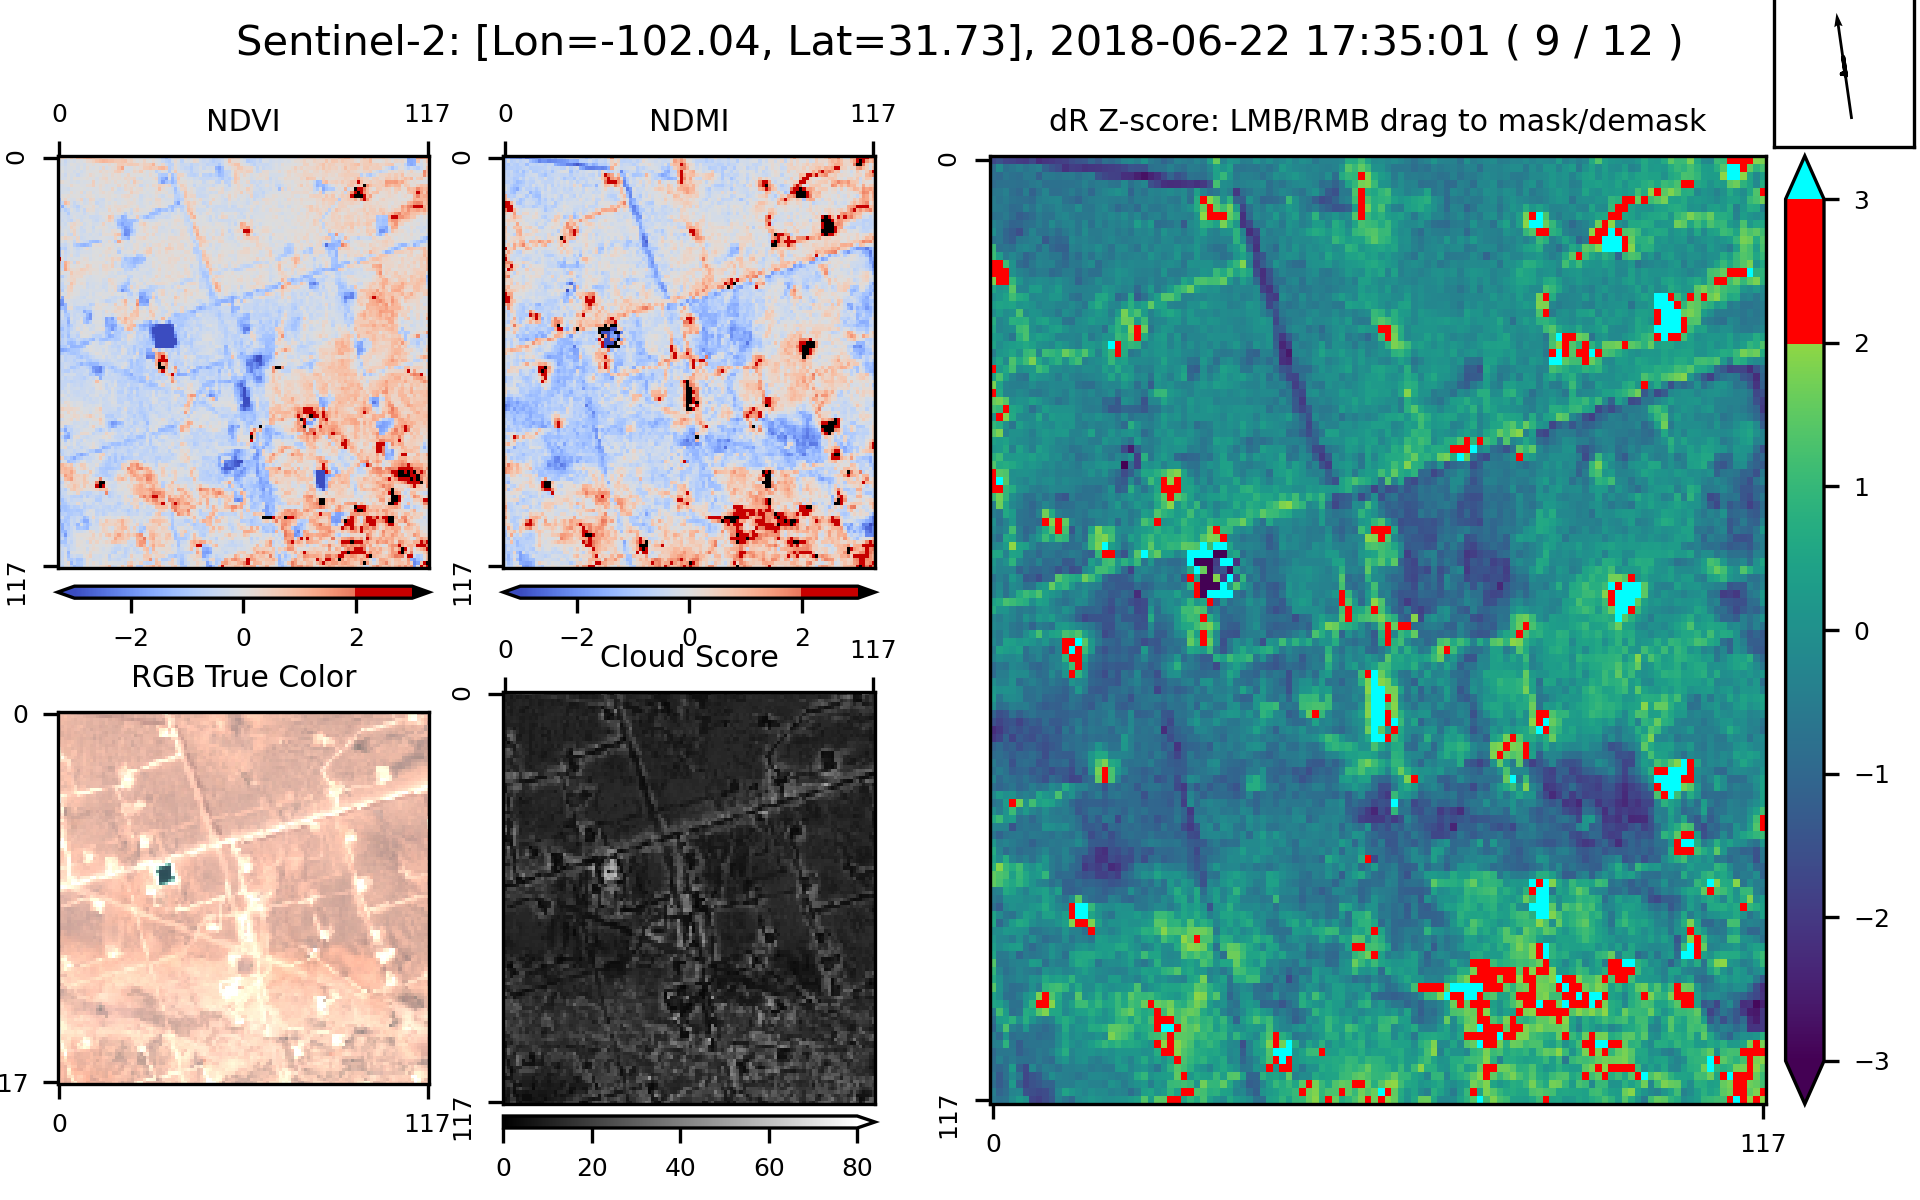 Sentinel-2: [Lon=-102.04, Lat=31.73], 2018-06-22 17:35:01 ( 9 / 12 )
0 NDVI 117
0 NDMI 117
dR Z-score: LMB/RMB drag to mask/demask
0
0
0
3
2
1
0
−1
−2
−3
117
117
−2 0 2
−2 0 2
RGB True Color
0 Cloud Score 117
0
0
17
0 117
117
0 20 40 60 80
117
0 117